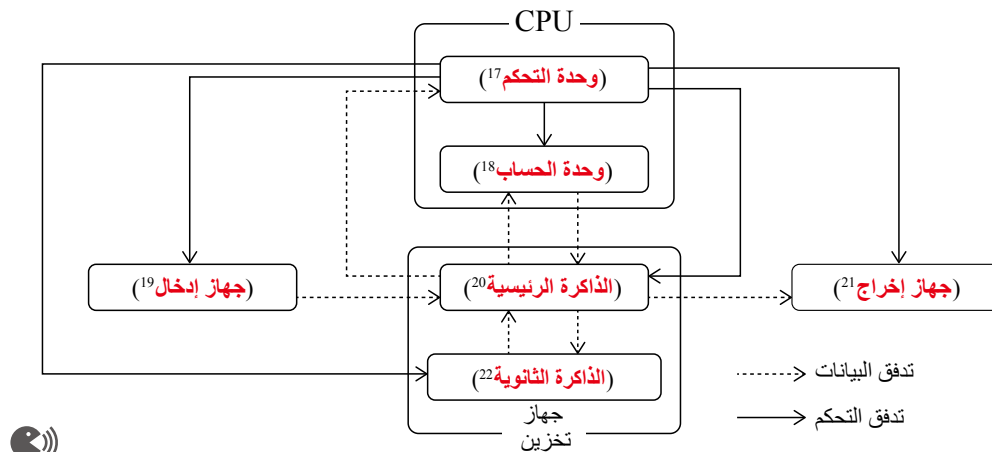 CPU
(وحدة التحكم17)
(وحدة الحساب18)
(جهاز إدخال19)
(الذاكرة الرئيسية20)
(جهاز إخراج21)
(الذاكرة الثانوية22)
جهاز
تخزين
تدفق البيانات
تدفق التحكم